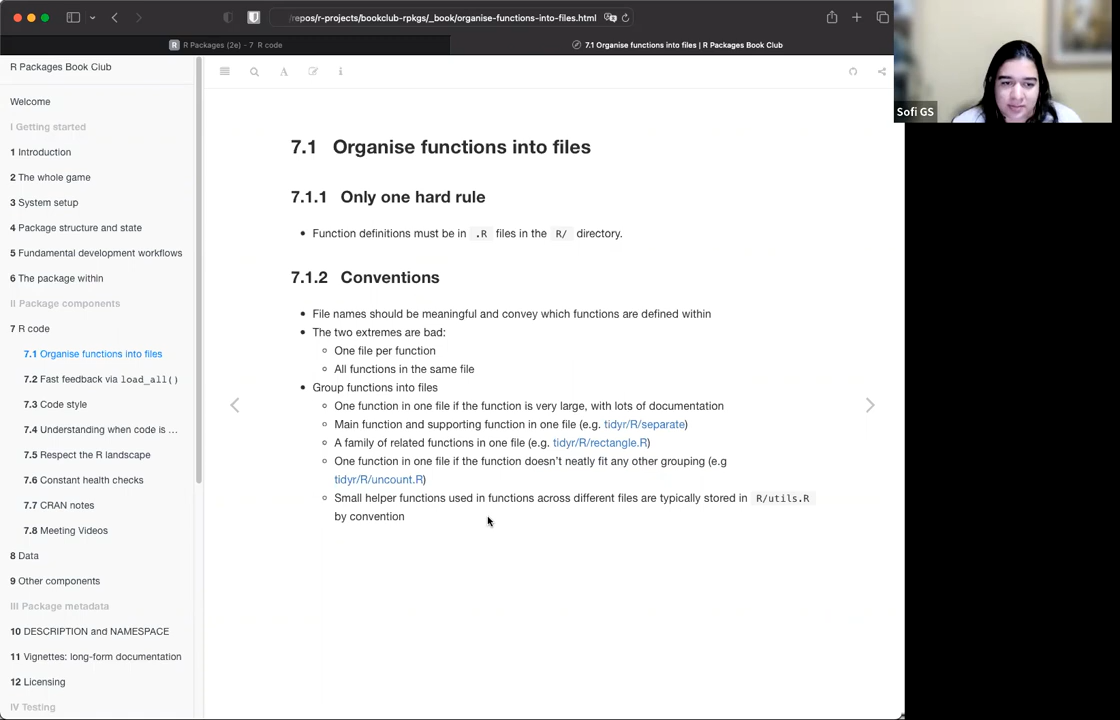 /repos/r-projects/bookclub-rpkgs/_book/organise-functions-into-files.html
R R Packages (2e) - 7 R code
7.1 Organise functions into files | R Packages Book Club
R Packages Book Club
Welcome
I Getting started
1 Introduction
2 The whole game
3 System setup
4 Package structure and state
5 Fundamental development workflows
6 The package within
II Package components
7 R code
7.1 Organise functions into files
7.2 Fast feedback via load_all()
7.3 Code style
7.4 Understanding when code is ...
7.5 Respect the R landscape
7.6 Constant health checks
7.7 CRAN notes
7.8 Meeting Videos
8 Data
9 Other components
III Package metadata
10 DESCRIPTION and NAMESPACE
11 Vignettes: long-form documentation
12 Licensing
IV Testing
A
i
7.1 Organise functions into files
7.1.1 Only one hard rule
• Function definitions must be in .R files in the R/ directory.
7.1.2 Conventions
• File names should be meaningful and convey which functions are defined within
• The two extremes are bad:
◦ One file per function
◦ All functions in the same file
• Group functions into files
◦ One function in one file if the function is very large, with lots of documentation
◦ Main function and supporting function in one file (e.g. tidyr/R/separate)
◦ A family of related functions in one file (e.g. tidyr/R/rectangle.R)
◦ One function in one file if the function doesn't neatly fit any other grouping (e.g
tidyr/R/uncount.R)
◦ Small helper functions used in functions across different files are typically stored in R/utils.R
by convention
Sofi GS